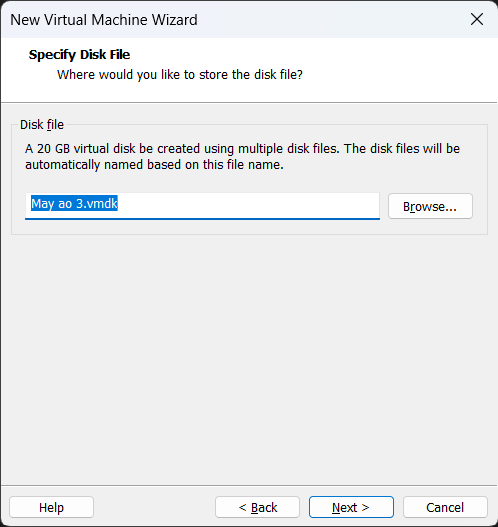 New Virtual Machine Wizard
Specify Disk File
Where would you like to store the disk file?
Disk file
A 20 GB virtual disk be created using multiple disk files. The disk files will be
automatically named based on this file name.
May ao 3.vmdk
Browse...
Help
< Back
Next >
Cancel